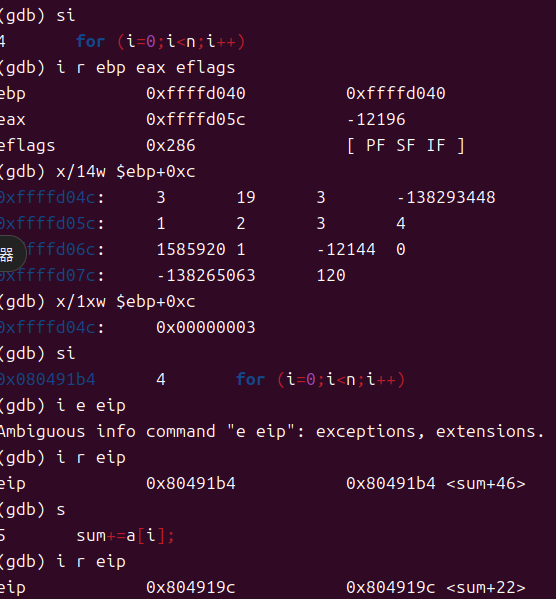 (gdb) si
4 for (i=0;i<n;i++)
(gdb) i r ebp eax eflags
ebp 0xffffd040 0xffffd040
eax 0xffffd05c -12196
eflags 0x286 [ PF SF IF ]
(gdb) x/14w $ebp+0xc
0xffffd04c: 3 19 3 -138293448
0xffffd05c: 1 2 3 4
器 ffffd06c: 1585920 1 -12144 0
0xffffd07c: -138265063 120
(gdb) x/1xw $ebp+0xc
0xffffd04c: 0x00000003
(gdb) si
0x080491b4 4 for (i=0;i<n;i++)
(gdb) i e eip
Ambiguous info command "e eip": exceptions, extensions.
(gdb) i r eip
eip 0x80491b4 0x80491b4 <sum+46>
(gdb) s
5 sum+=a[i];
(gdb) i r eip
eip 0x804919c 0x804919c <sum+22>